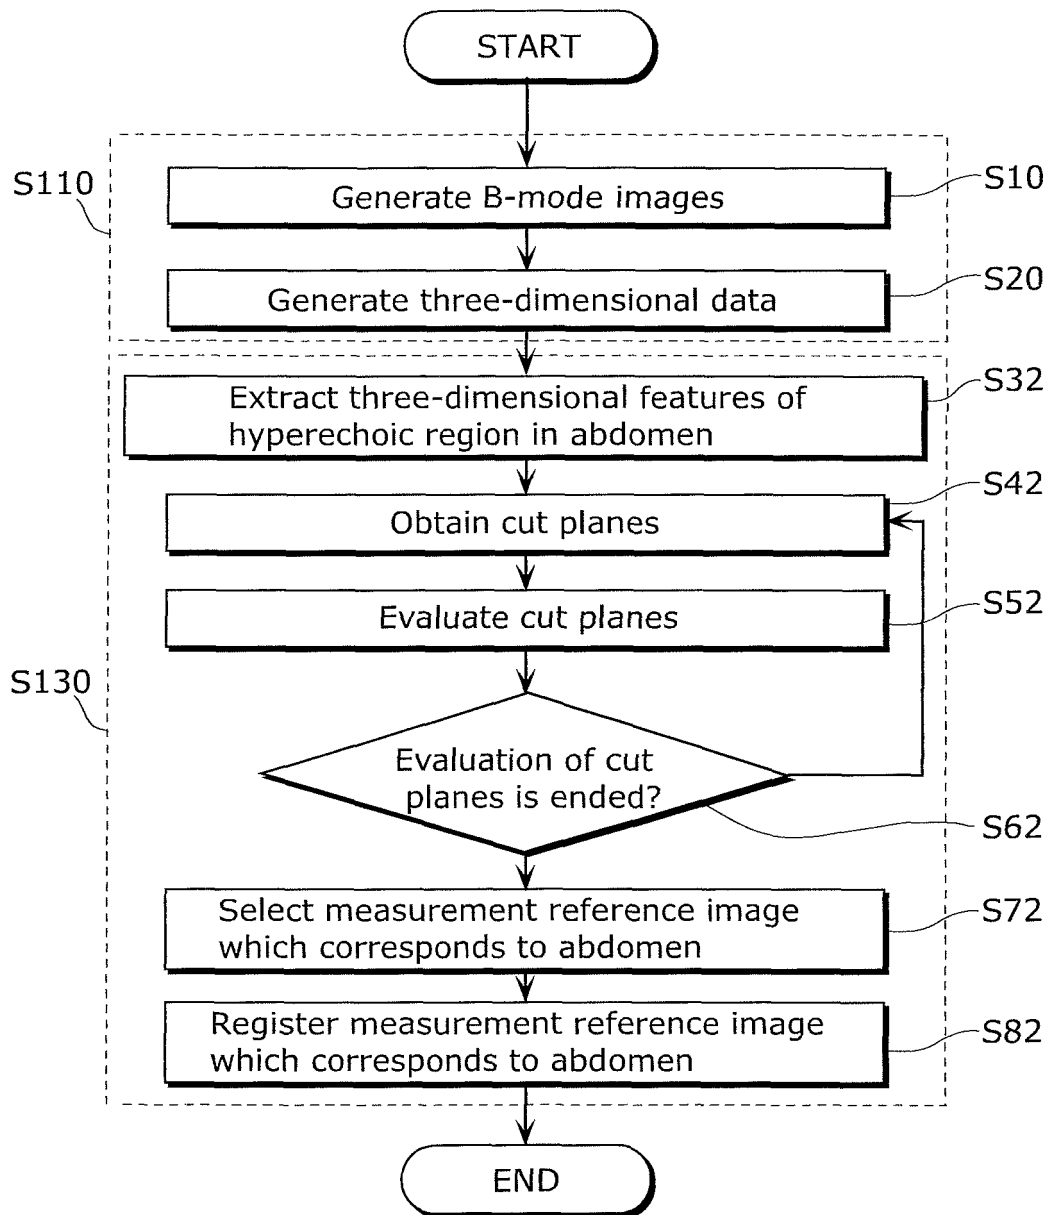 START
S110
Generate B-mode images
S10
Generate three-dimensional data
S20
Extract three-dimensional features of
hyperechoic region in abdomen
S32
Obtain cut planes
S42
Evaluate cut planes
S52
S130
Evaluation of cut
planes is ended?
S62
Select measurement reference image
which corresponds to abdomen
S72
Register measurement reference image
which corresponds to abdomen
S82
END